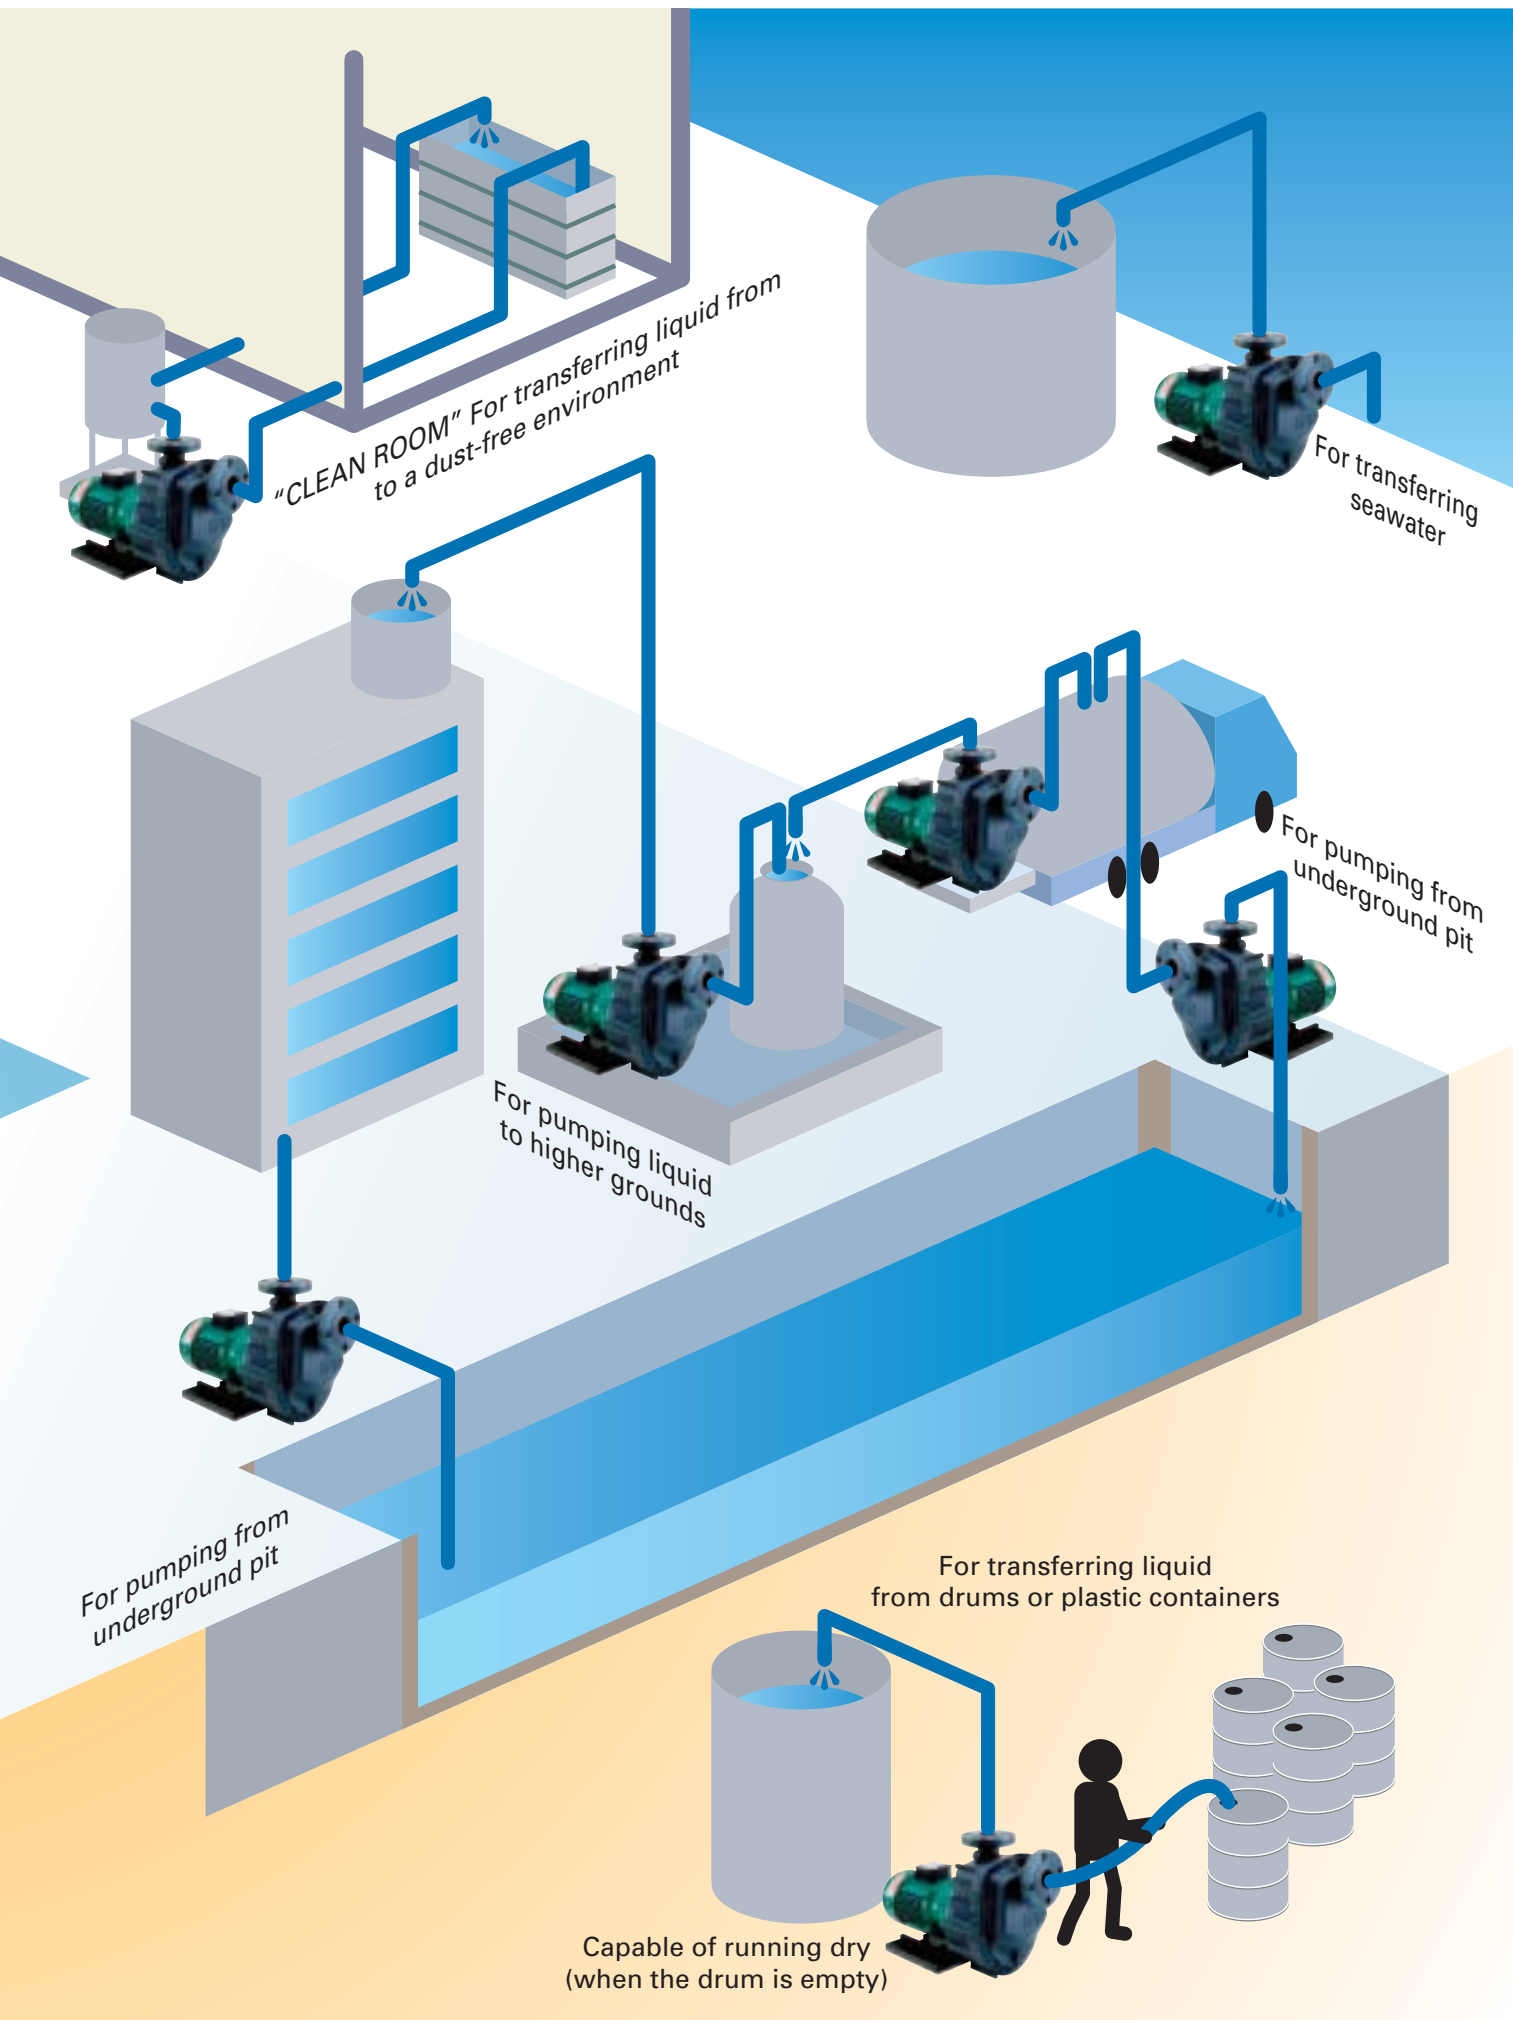 “CLEAN ROOM” For transferring liquid from
to a dust-free environment
For transferring
seawater
For pumping from
underground pit
For pumping liquid
to higher grounds
For pumping from
underground pit
For transferring liquid
from drums or plastic containers
Capable of running dry
(when the drum is empty)